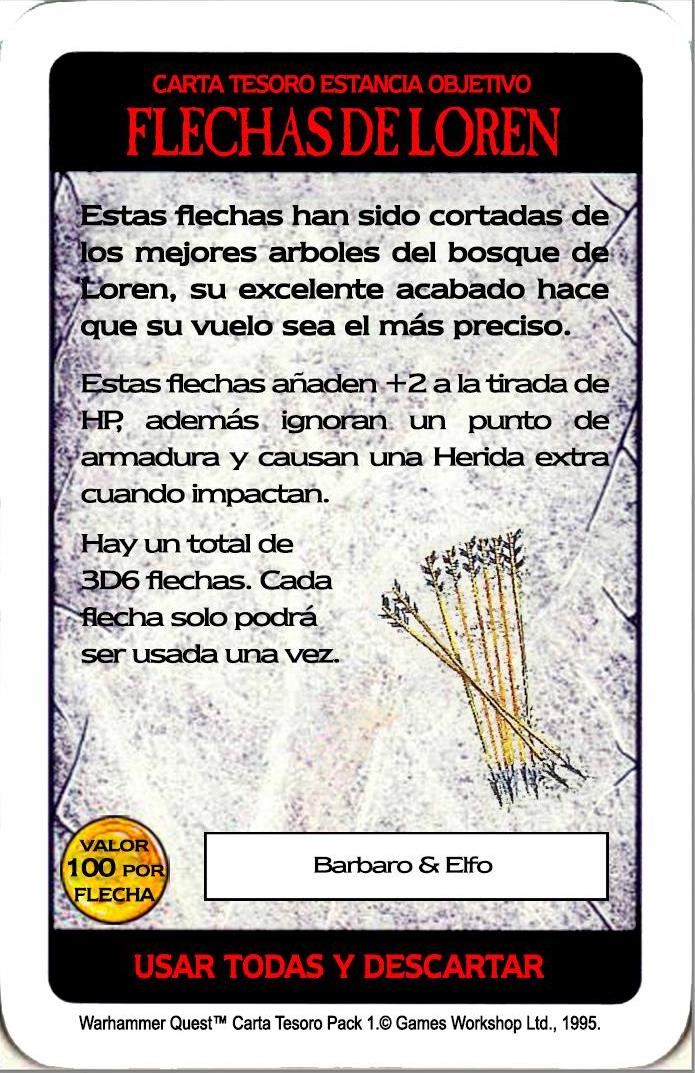 CARTA TESORO ESTANCIA OBJETIVO
FLECHAS DE LOREN
Estas flechas han sido cortadas de
los mejores arboles del bosque de
Loren, su excelente acabado hace
que su vuelo sea el más preciso.
Estas flechas añaden +2 a la tirada de
HP, además ignoran un punto de
armadura y causan una Herida extra
cuando impactan.
Hay un total de
3D6 flechas. Cada
flecha solo podrá
ser usada una vez.
VALOR
100 POR
FLECHA
Barbaro & Elfo
USAR TODAS Y DESCARTAR
Warhammer Quest™ Carta Tesoro Pack 1.© Games Workshop Ltd., 1995.